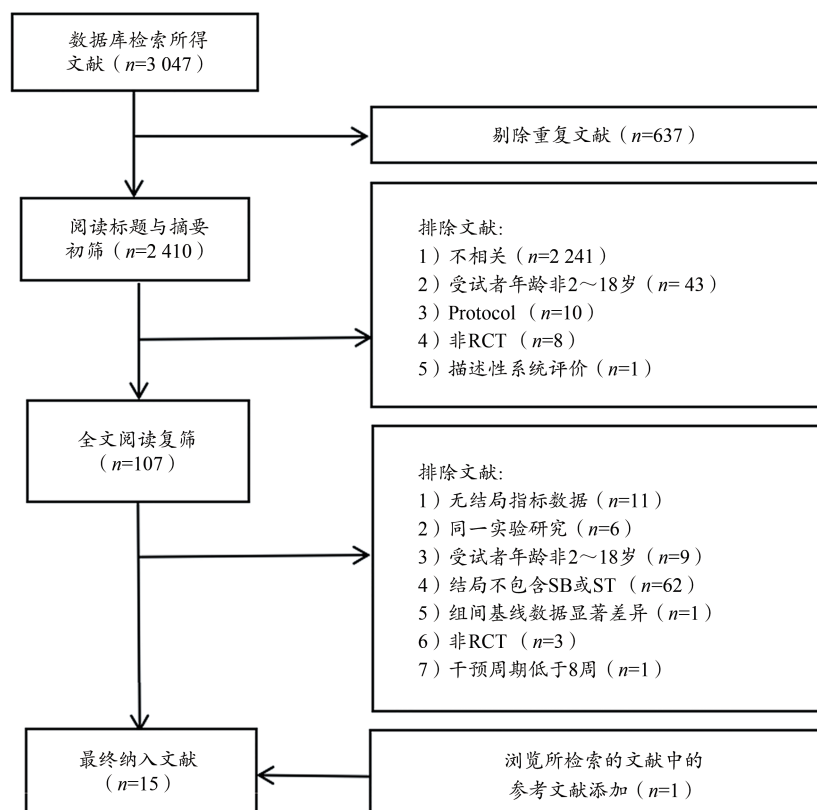 数据库检索所得
文献（n=3 047）
剔除重复文献（n=637）
阅读标题与摘要
初筛（n=2 410）
排除文献：
1）不相关（n=2 241）
2）受试者年龄非2～18岁（n= 43）
3）Protocol（n=10）
4）非RCT（n=8）
5）描述性系统评价（n=1）
全文阅读复筛
（n=107）
排除文献：
1）无结局指标数据（n=11）
2）同一实验研究（n=6）
3）受试者年龄非2～18岁（n=9）
4）结局不包含SB或ST（n=62）
5）组间基线数据显著差异（n=1）
6）非RCT（n=3）
7）干预周期低于8周（n=1）
最终纳入文献
（n=15）
浏览所检索的文献中的
参考文献添加（n=1）